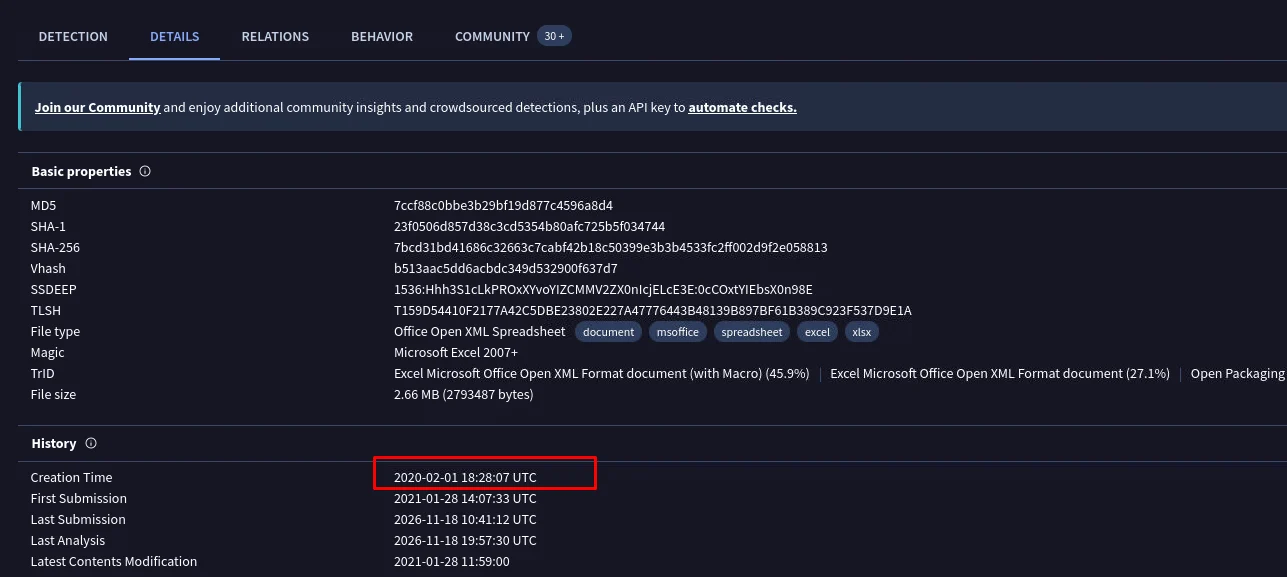 DETECTION DETAILS RELATIONS BEHAVIOR COMMUNITY 30 +
Join our Community and enjoy additional community insights and crowdsourced detections, plus an API key to automate checks.
Basic properties
MD5 7ccf88c0bbe3b29bf19d877c4596a8d4
SHA-1 23f0506d857d38c3cd5354b80afc725b5f034744
SHA-256 7bcd31bd41686c32663c7cabf42b18c50399e3b3b4533fc2ff002d9f2e058813
Vhash b513aac5dd6acbdc349d532900f637d7
SSDEEP 1536:Hhh3S1cLkPROxXYvoYIZCMMV2ZX0nIcjELcE3E:0cCOxtYIEbsX0n98E
TLSH T159D54410F2177A42C5DBE23802E227A47776443B48139B897BF61B389C923F537D9E1A
File type Office Open XML Spreadsheet document msoffice spreadsheet excel xlsx
Magic Microsoft Excel 2007+
TrID Excel Microsoft Office Open XML Format document (with Macro) (45.9%) | Excel Microsoft Office Open XML Format document (27.1%) | Open Packaging
File size 2.66 MB (2793487 bytes)
History
Creation Time 2020-02-01 18:28:07 UTC
First Submission 2021-01-28 14:07:33 UTC
Last Submission 2026-11-18 10:41:12 UTC
Last Analysis 2026-11-18 19:57:30 UTC
Latest Contents Modification 2021-01-28 11:59:00